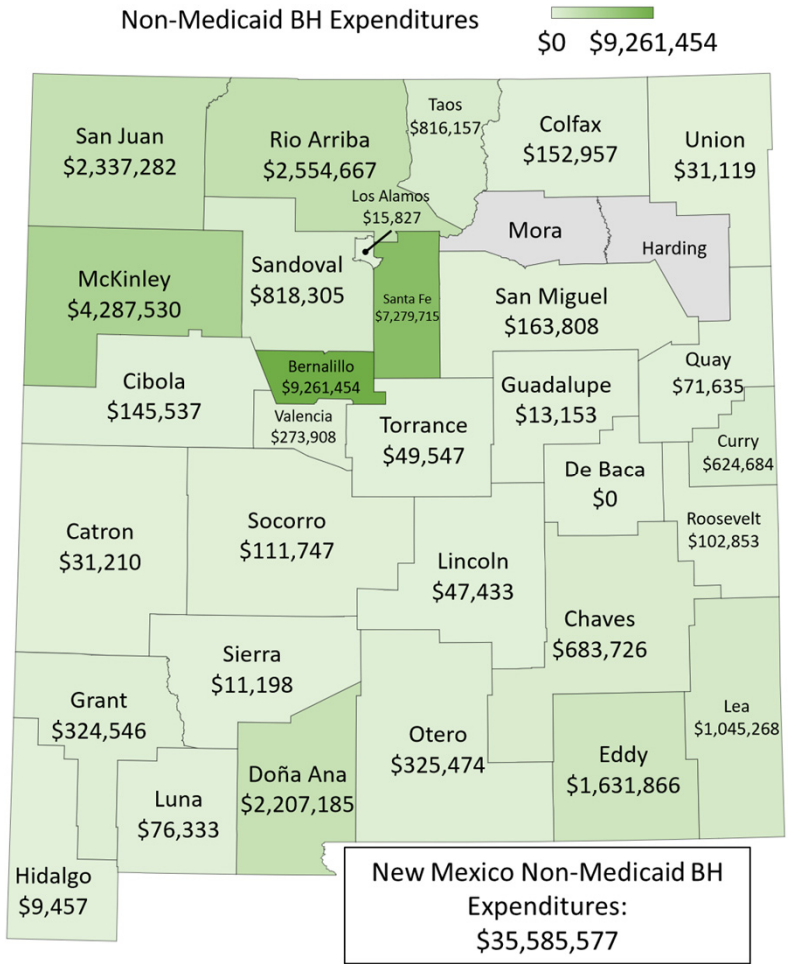 Non-Medicaid BH Expenditures
$0 $9,261,454
San Juan
$2,337,282
Rio Arriba
$2,554,667
Taos
$816,157
Colfax
$152,957
Union
$31,119
Los Alamos
$15,827
Mora
Harding
McKinley
$4,287,530
Sandoval
$818,305
Santa Fe
$7,279,715
San Miguel
$163,808
Bernalillo
$9,261,454
Cibola
$145,537
Valencia
$273,908
Torrance
$49,547
Guadalupe
$13,153
Quay
$71,635
Curry
$624,684
De Baca
$0
Roosevelt
$102,853
Catron
$31,210
Socorro
$111,747
Lincoln
$47,433
Chaves
$683,726
Sierra
$11,198
Grant
$324,546
Otero
$325,474
Lea
$1,045,268
Eddy
$1,631,866
Doña Ana
$2,207,185
Luna
$76,333
Hidalgo
$9,457
New Mexico Non-Medicaid BH
Expenditures:
$35,585,577